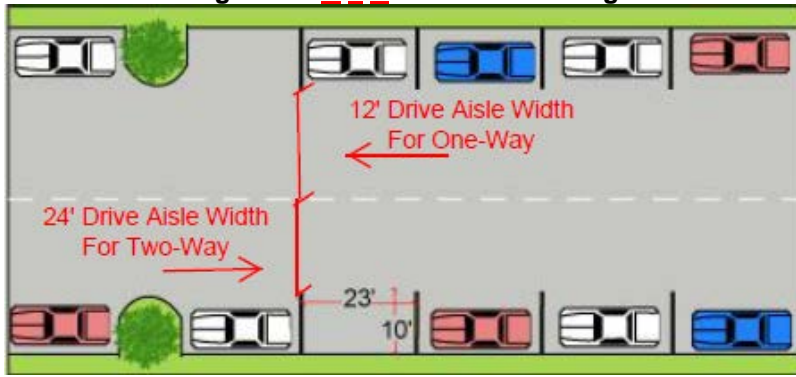 12' Drive Aisle Width
For One-Way
24' Drive Aisle Width
For Two-Way
23'
10'